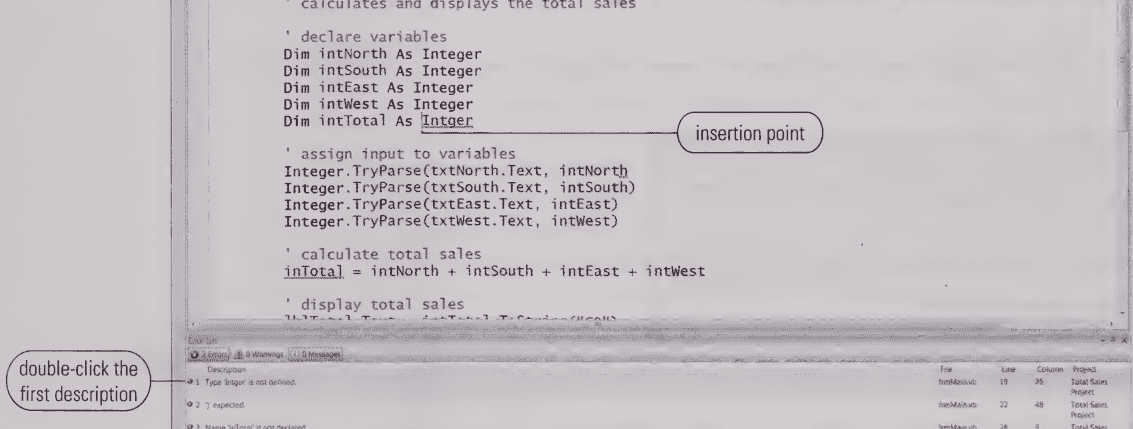 ' calculates and displays the total sales
' declare variables
Dim intNorth As Integer
Dim intSouth As Integer
Dim intEast As Integer
Dim intWest As Integer
Dim intTotal As Intger
insertion point
' assign input to variables
Integer.TryParse(txtNorth.Text, intNorth
Integer.TryParse(txtSouth.Text, intSouth)
Integer.TryParse(txtEast.Text, intEast)
Integer.TryParse(txtWest.Text, intWest)
' calculate total sales
inTotal = intNorth + intSouth + intEast + intWest
' display total sales
Error List
3 Errors 0 Warnings 0 Messages
Description File Line Column Project
double-click the
first description
1 Type 'Intger' is not defined. frmMain.vb 19 25 Total Sales
Project
2 ')' expected. frmMain.vb 22 48 Total Sales
Project
3 Name 'inTotal' is not declared. frmMain.vb 28 Total Sales